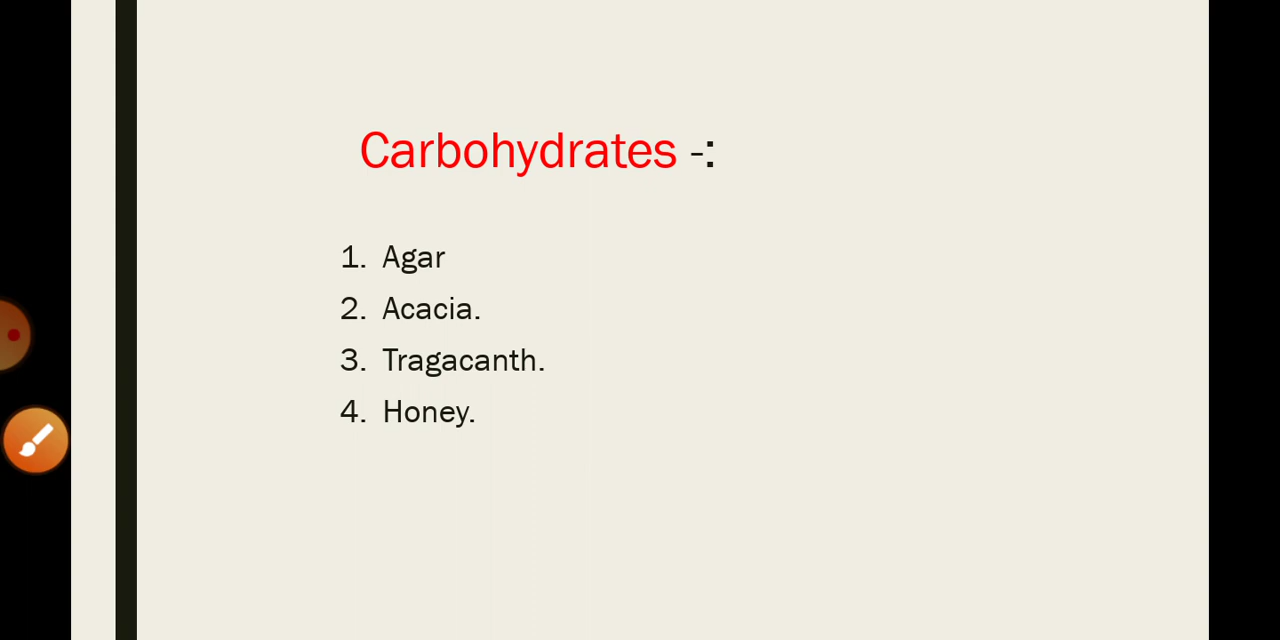 Carbohydrates -:
1. Agar
2. Acacia.
3. Tragacanth.
4. Honey.